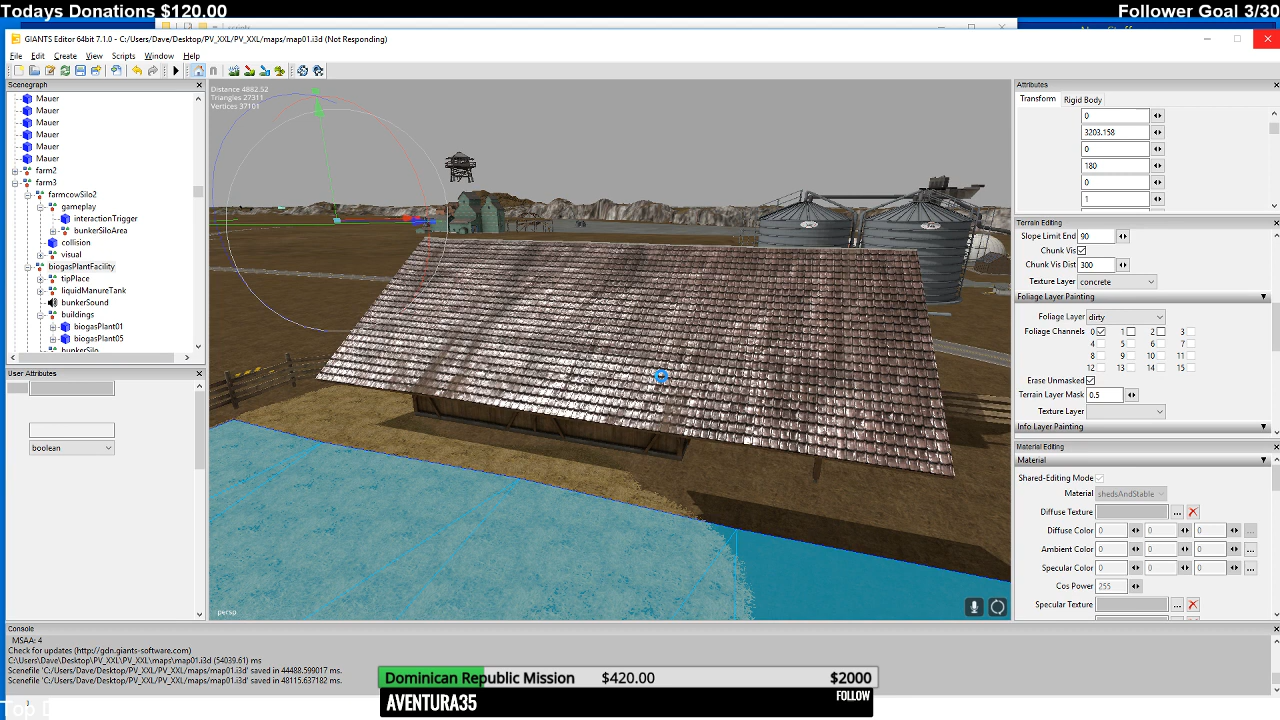 Todays Donations $120.00
Follower Goal 3/30
GIANTS Editor 64bit 7.1.0 - C:/Users/Dave/Desktop/PV_XXL/PV_XXL/maps/map01.i3d (Not Responding)
File Edit Create View Scripts Window Help
Scenegraph
Mauer
Mauer
Mauer
Mauer
Mauer
Mauer
farm2
farm3
farmcowSilo2
gameplay
interactionTrigger
bunkerSiloArea
collision
visual
biogasPlantFacility
tipPlace
liquidManureTank
bunkerSound
buildings
biogasPlant01
biogasPlant05
bunkerSilo
User Attributes
boolean
Distance 4882.52
Triangles 27311
Vertices 37101
persp
Attributes
Transform Rigid Body
0
3203.158
0
180
0
1
Terrain Editing
Slope Limit End 90
Chunk Vis
Chunk Vis Dist 300
Texture Layer concrete
Foliage Layer Painting
Foliage Layer dirty
Foliage Channels 0 1 2 3
4 5 6 7
8 9 10 11
12 13 14 15
Erase Unmasked
Terrain Layer Mask 0.5
Texture Layer
Info Layer Painting
Material Editing
Material
Shared-Editing Mode
Material shedsAndStable
Diffuse Texture ...
Diffuse Color 0 0 0 ...
Ambient Color 0 0 0 ...
Specular Color 0 0 0 ...
Cos Power 255
Specular Texture ...
Console
MSAA: 4
Check for updates (http://gdn.giants-software.com)
C:\Users\Dave\Desktop\PV_XXL\PV_XXL\maps\map01.i3d (54039.61) ms
Scenefile 'C:/Users/Dave/Desktop/PV_XXL/PV_XXL/maps/map01.i3d' saved in 44488.599017 ms.
Scenefile 'C:/Users/Dave/Desktop/PV_XXL/PV_XXL/maps/map01.i3d' saved in 48115.637182 ms.
Dominican Republic Mission $420.00 $2000
AVENTURA35
FOLLOW